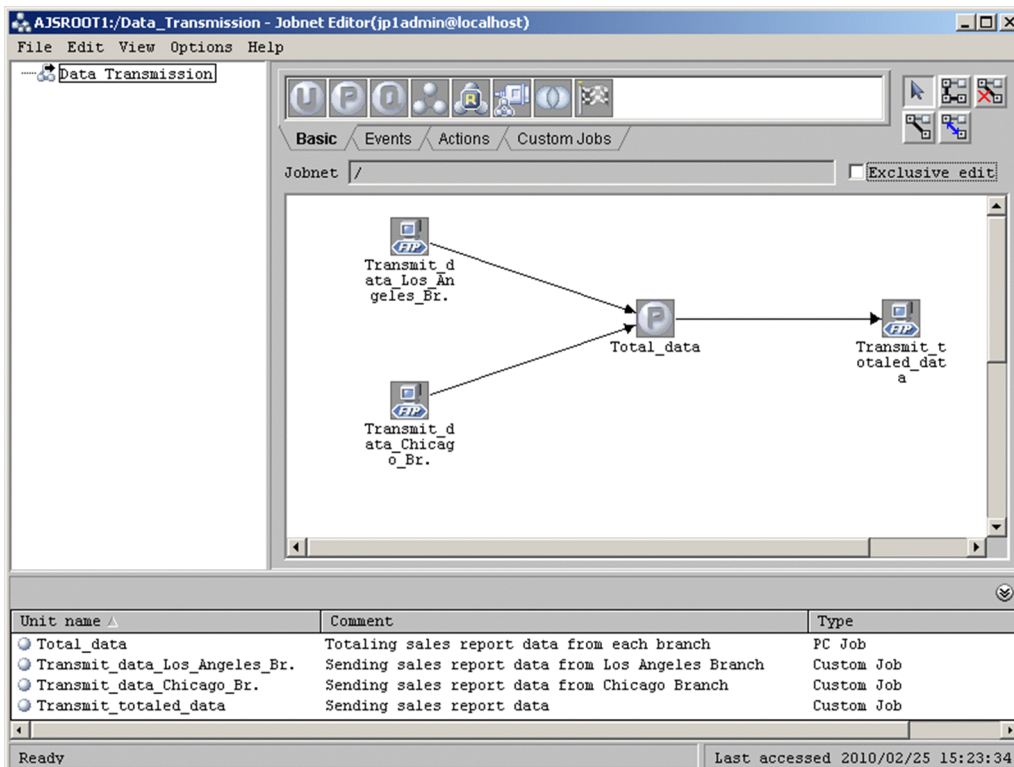 AJSROOT1:/Data_Transmission - Jobnet Editor(jp1admin@localhost)
File Edit View Options Help
Data Transmission
U P Q R
Basic Events Actions Custom Jobs
Jobnet / Exclusive edit
FTP
Transmit_d
ata_Los_An
geles_Br.
P
Total_data
FTP
Transmit_t
otaled_dat
a
FTP
Transmit_d
ata_Chicag
o_Br.
Unit name Comment Type
Total_data Totaling sales report data from each branch PC Job
Transmit_data_Los_Angeles_Br. Sending sales report data from Los Angeles Branch Custom Job
Transmit_data_Chicago_Br. Sending sales report data from Chicago Branch Custom Job
Transmit_totaled_data Sending sales report data Custom Job
Ready Last accessed 2010/02/25 15:23:34